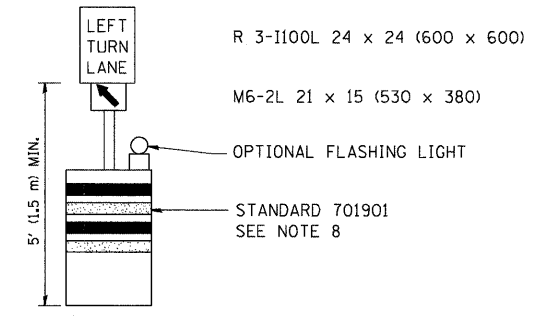 LEFT
TURN
LANE
R 3-I100L 24 x 24 (600 x 600)
M6-2L 21 x 15 (530 x 380)
OPTIONAL FLASHING LIGHT
STANDARD 701901
SEE NOTE 8
5' (1.5 m) MIN.